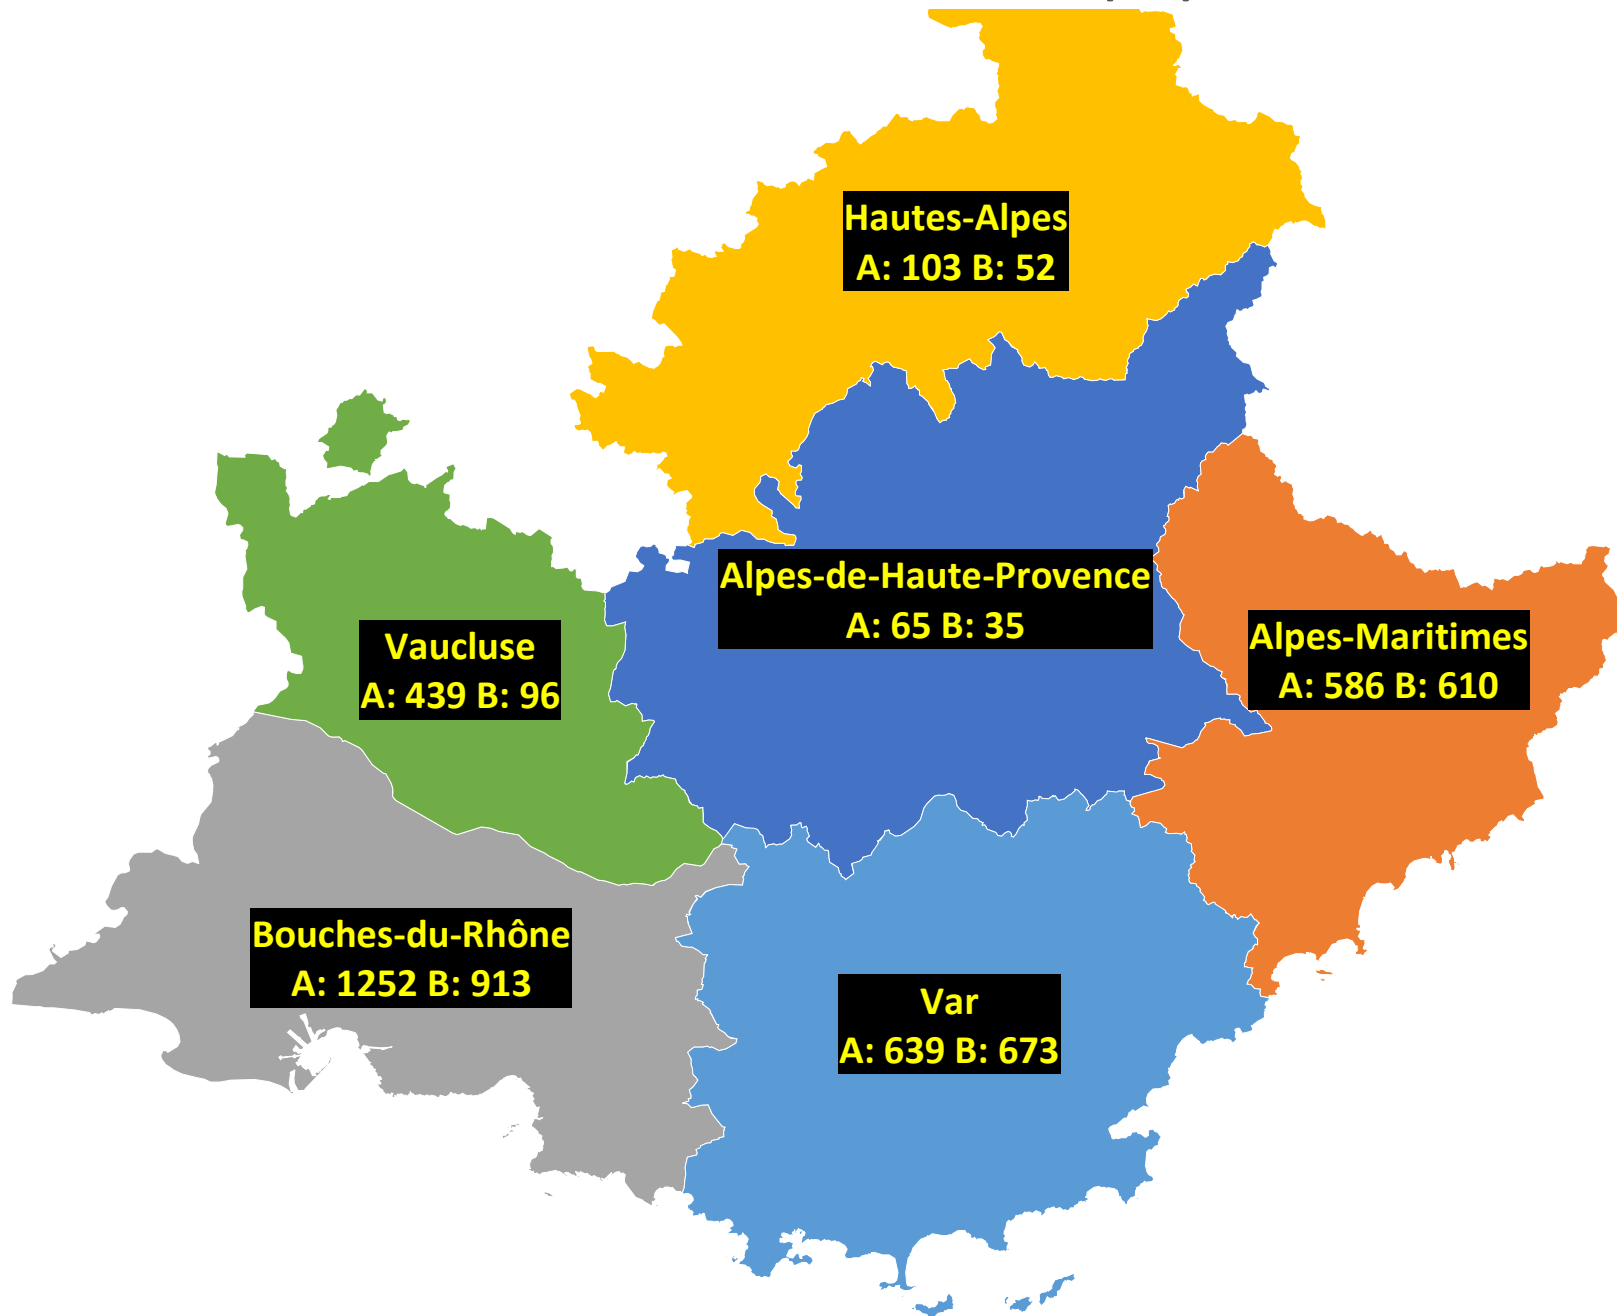 Hautes-Alpes
A: 103 B: 52
Alpes-de-Haute-Provence
A: 65 B: 35
Vaucluse
A: 439 B: 96
Alpes-Maritimes
A: 586 B: 610
Bouches-du-Rhône
A: 1252 B: 913
Var
A: 639 B: 673